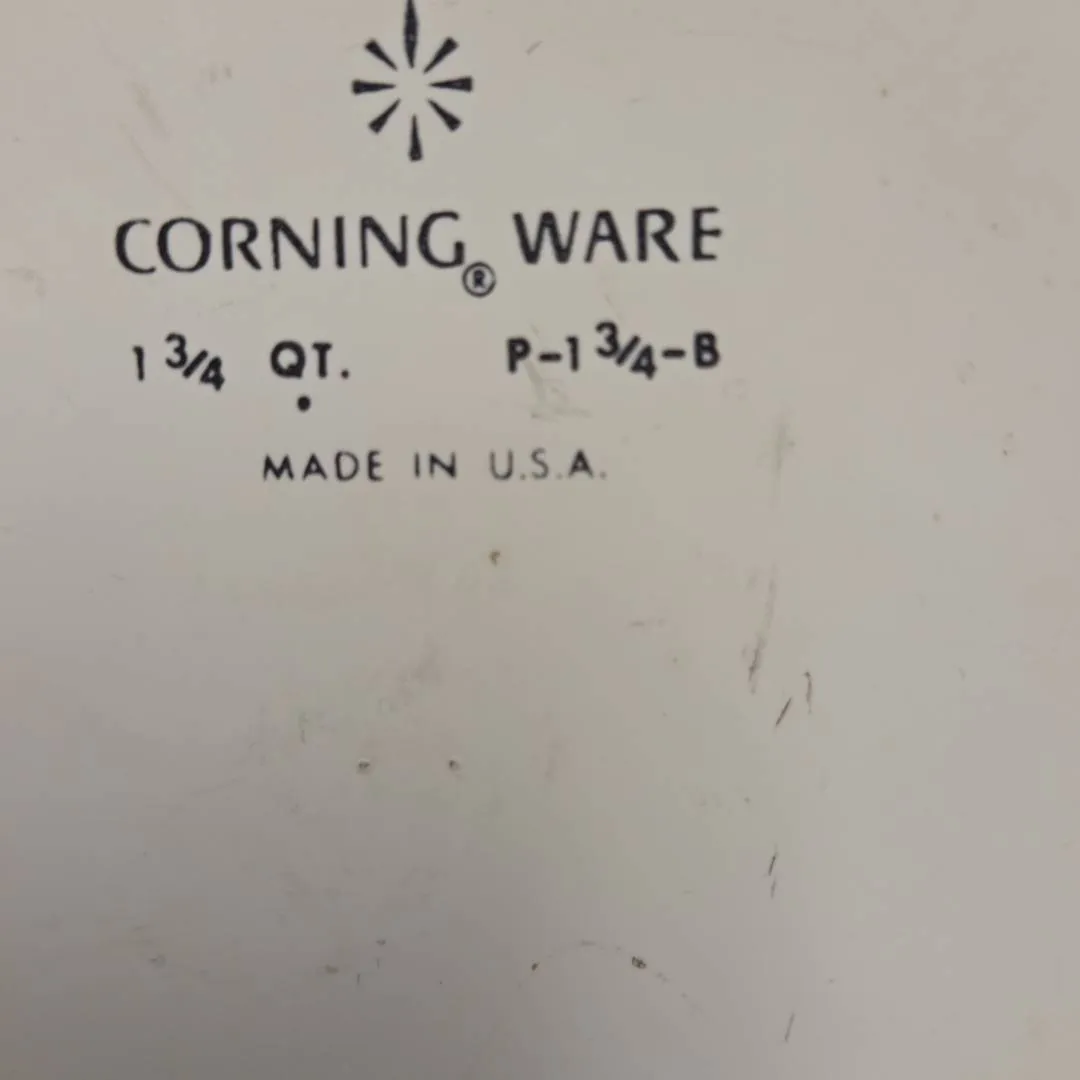 CORNING® WARE
1 3/4 QT. P-1 3/4-B
MADE IN U.S.A.